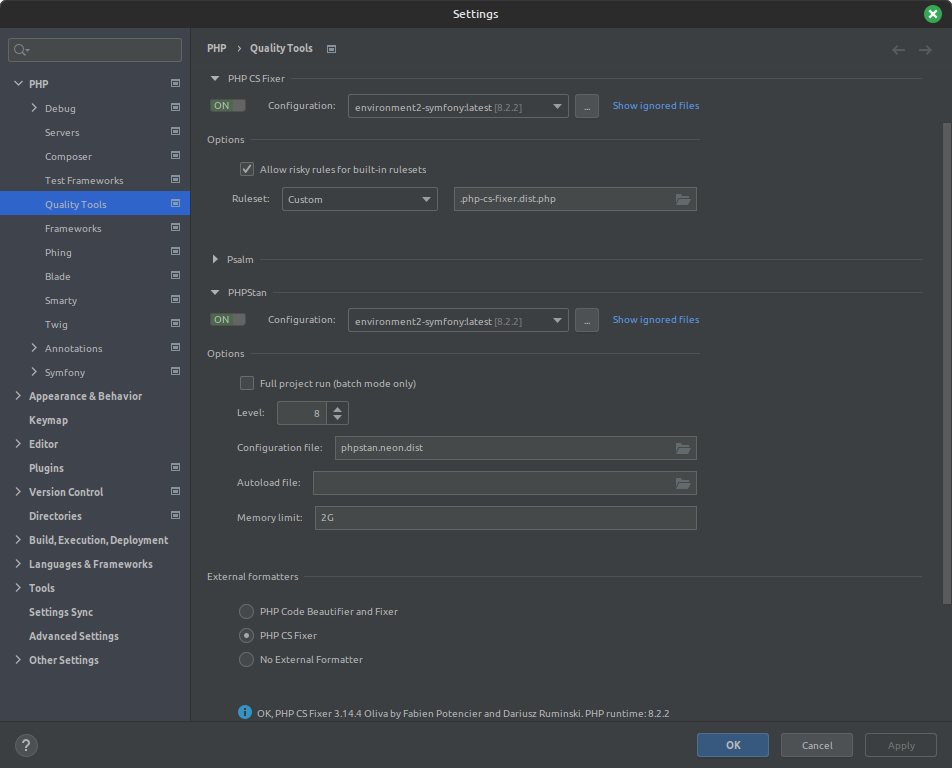 Settings
PHP › Quality Tools
PHP
Debug
Servers
Composer
Test Frameworks
Quality Tools
Frameworks
Phing
Blade
Smarty
Twig
Annotations
Symfony
Appearance & Behavior
Keymap
Editor
Plugins
Version Control
Directories
Build, Execution, Deployment
Languages & Frameworks
Tools
Settings Sync
Advanced Settings
Other Settings
PHP CS Fixer
ON Configuration: environment2-symfony:latest [8.2.2] ... Show ignored files
Options
Allow risky rules for built-in rulesets
Ruleset: Custom .php-cs-fixer.dist.php
Psalm
PHPStan
ON Configuration: environment2-symfony:latest [8.2.2] ... Show ignored files
Options
Full project run (batch mode only)
Level: 8
Configuration file: phpstan.neon.dist
Autoload file:
Memory limit: 2G
External formatters
PHP Code Beautifier and Fixer
PHP CS Fixer
No External Formatter
OK, PHP CS Fixer 3.14.4 Oliva by Fabien Potencier and Dariusz Ruminski. PHP runtime: 8.2.2
? OK Cancel Apply